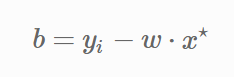 b = y_i − w · x^⋆